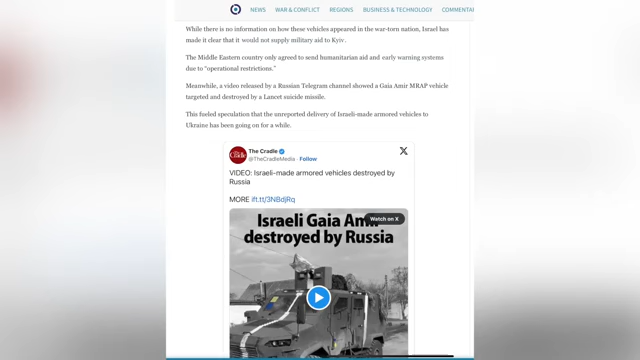 NEWS WAR & CONFLICT REGIONS BUSINESS & TECHNOLOGY COMMENTA
While there is no information on how these vehicles appeared in the war-torn nation, Israel has
made it clear that it would not supply military aid to Kyiv.
The Middle Eastern country only agreed to send humanitarian aid and early warning systems
due to “operational restrictions.”
Meanwhile, a video released by a Russian Telegram channel showed a Gaia Amir MRAP vehicle
targeted and destroyed by a Lancet suicide missile.
This fueled speculation that the unreported delivery of Israeli-made armored vehicles to
Ukraine has been going on for a while.
The Cradle
@TheCradleMedia · Follow
VIDEO: Israeli-made armored vehicles destroyed by
Russia
MORE ift.tt/3NBdjRq
Watch on X
Israeli Gaia Am
destroyed by Russia